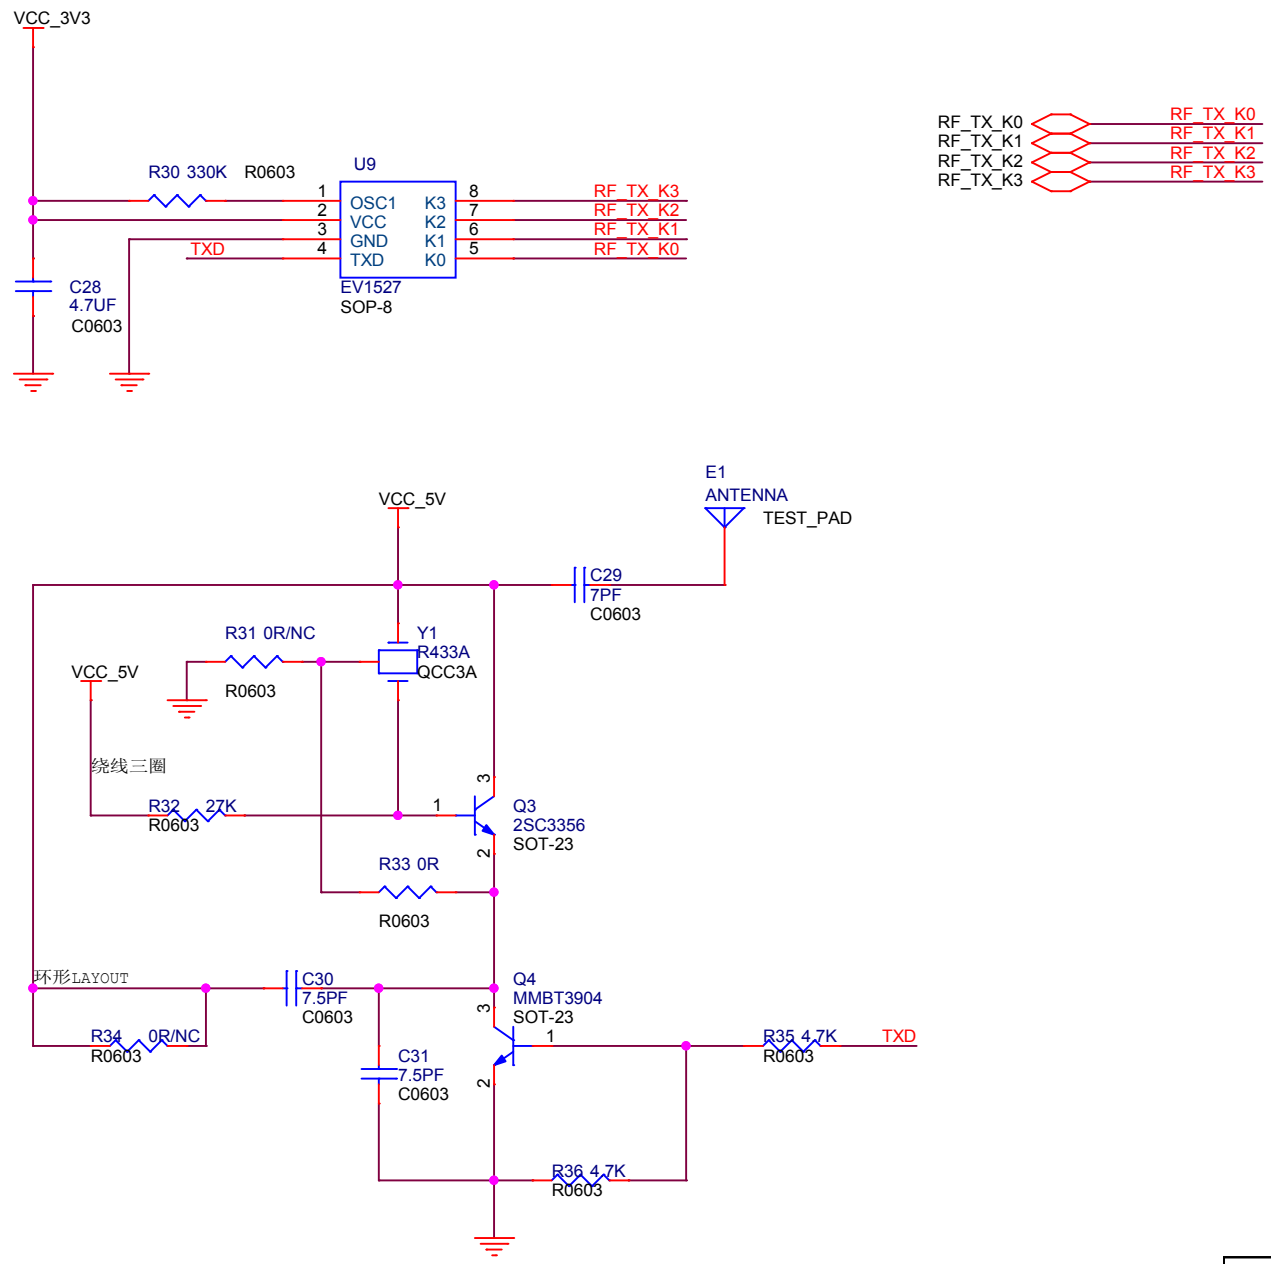 VCC_3V3
R30 330K R0603
U9
1 OSC1 K3 8 RF_TX_K3
2 VCC K2 7 RF_TX_K2
3 GND K1 6 RF_TX_K1
TXD 4 TXD K0 5 RF_TX_K0
EV1527
SOP-8
C28
4.7UF
C0603
RF_TX_K0 RF_TX_K0
RF_TX_K1 RF_TX_K1
RF_TX_K2 RF_TX_K2
RF_TX_K3 RF_TX_K3
E1
ANTENNA
TEST_PAD
VCC_5V
C29
7PF
C0603
R31 0R/NC
R0603
Y1
R433A
QCC3A
VCC_5V
绕线三圈
R32 27K
R0603
1
3
2
Q3
2SC3356
SOT-23
R33 0R
R0603
环形LAYOUT
C30
7.5PF
C0603
Q4
MMBT3904
SOT-23
3
1
2
R34 0R/NC
R0603
C31
7.5PF
C0603
R35 4.7K
R0603
TXD
R36 4.7K
R0603